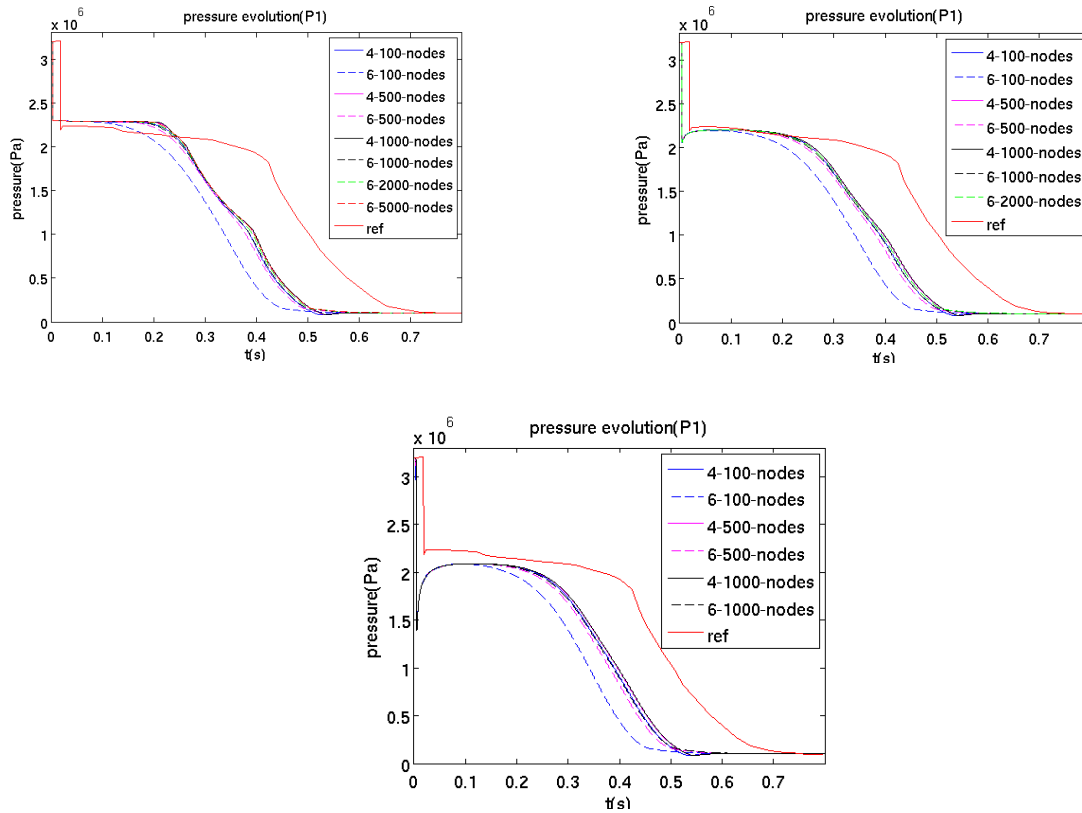 pressure evolution(P1)
x 10 6
3
2.5
2
1.5
1
0.5
0
pressure(Pa)
0 0.1 0.2 0.3 0.4 0.5 0.6 0.7
t(s)
4-100-nodes
6-100-nodes
4-500-nodes
6-500-nodes
4-1000-nodes
6-1000-nodes
6-2000-nodes
6-5000-nodes
ref
pressure evolution(P1)
x 10 6
3
2.5
2
1.5
1
0.5
0
pressure(Pa)
0 0.1 0.2 0.3 0.4 0.5 0.6 0.7
t(s)
4-100-nodes
6-100-nodes
4-500-nodes
6-500-nodes
4-1000-nodes
6-1000-nodes
6-2000-nodes
ref
pressure evolution(P1)
x 10 6
3
2.5
2
1.5
1
0.5
0
pressure(Pa)
0 0.1 0.2 0.3 0.4 0.5 0.6 0.7
t(s)
4-100-nodes
6-100-nodes
4-500-nodes
6-500-nodes
4-1000-nodes
6-1000-nodes
ref